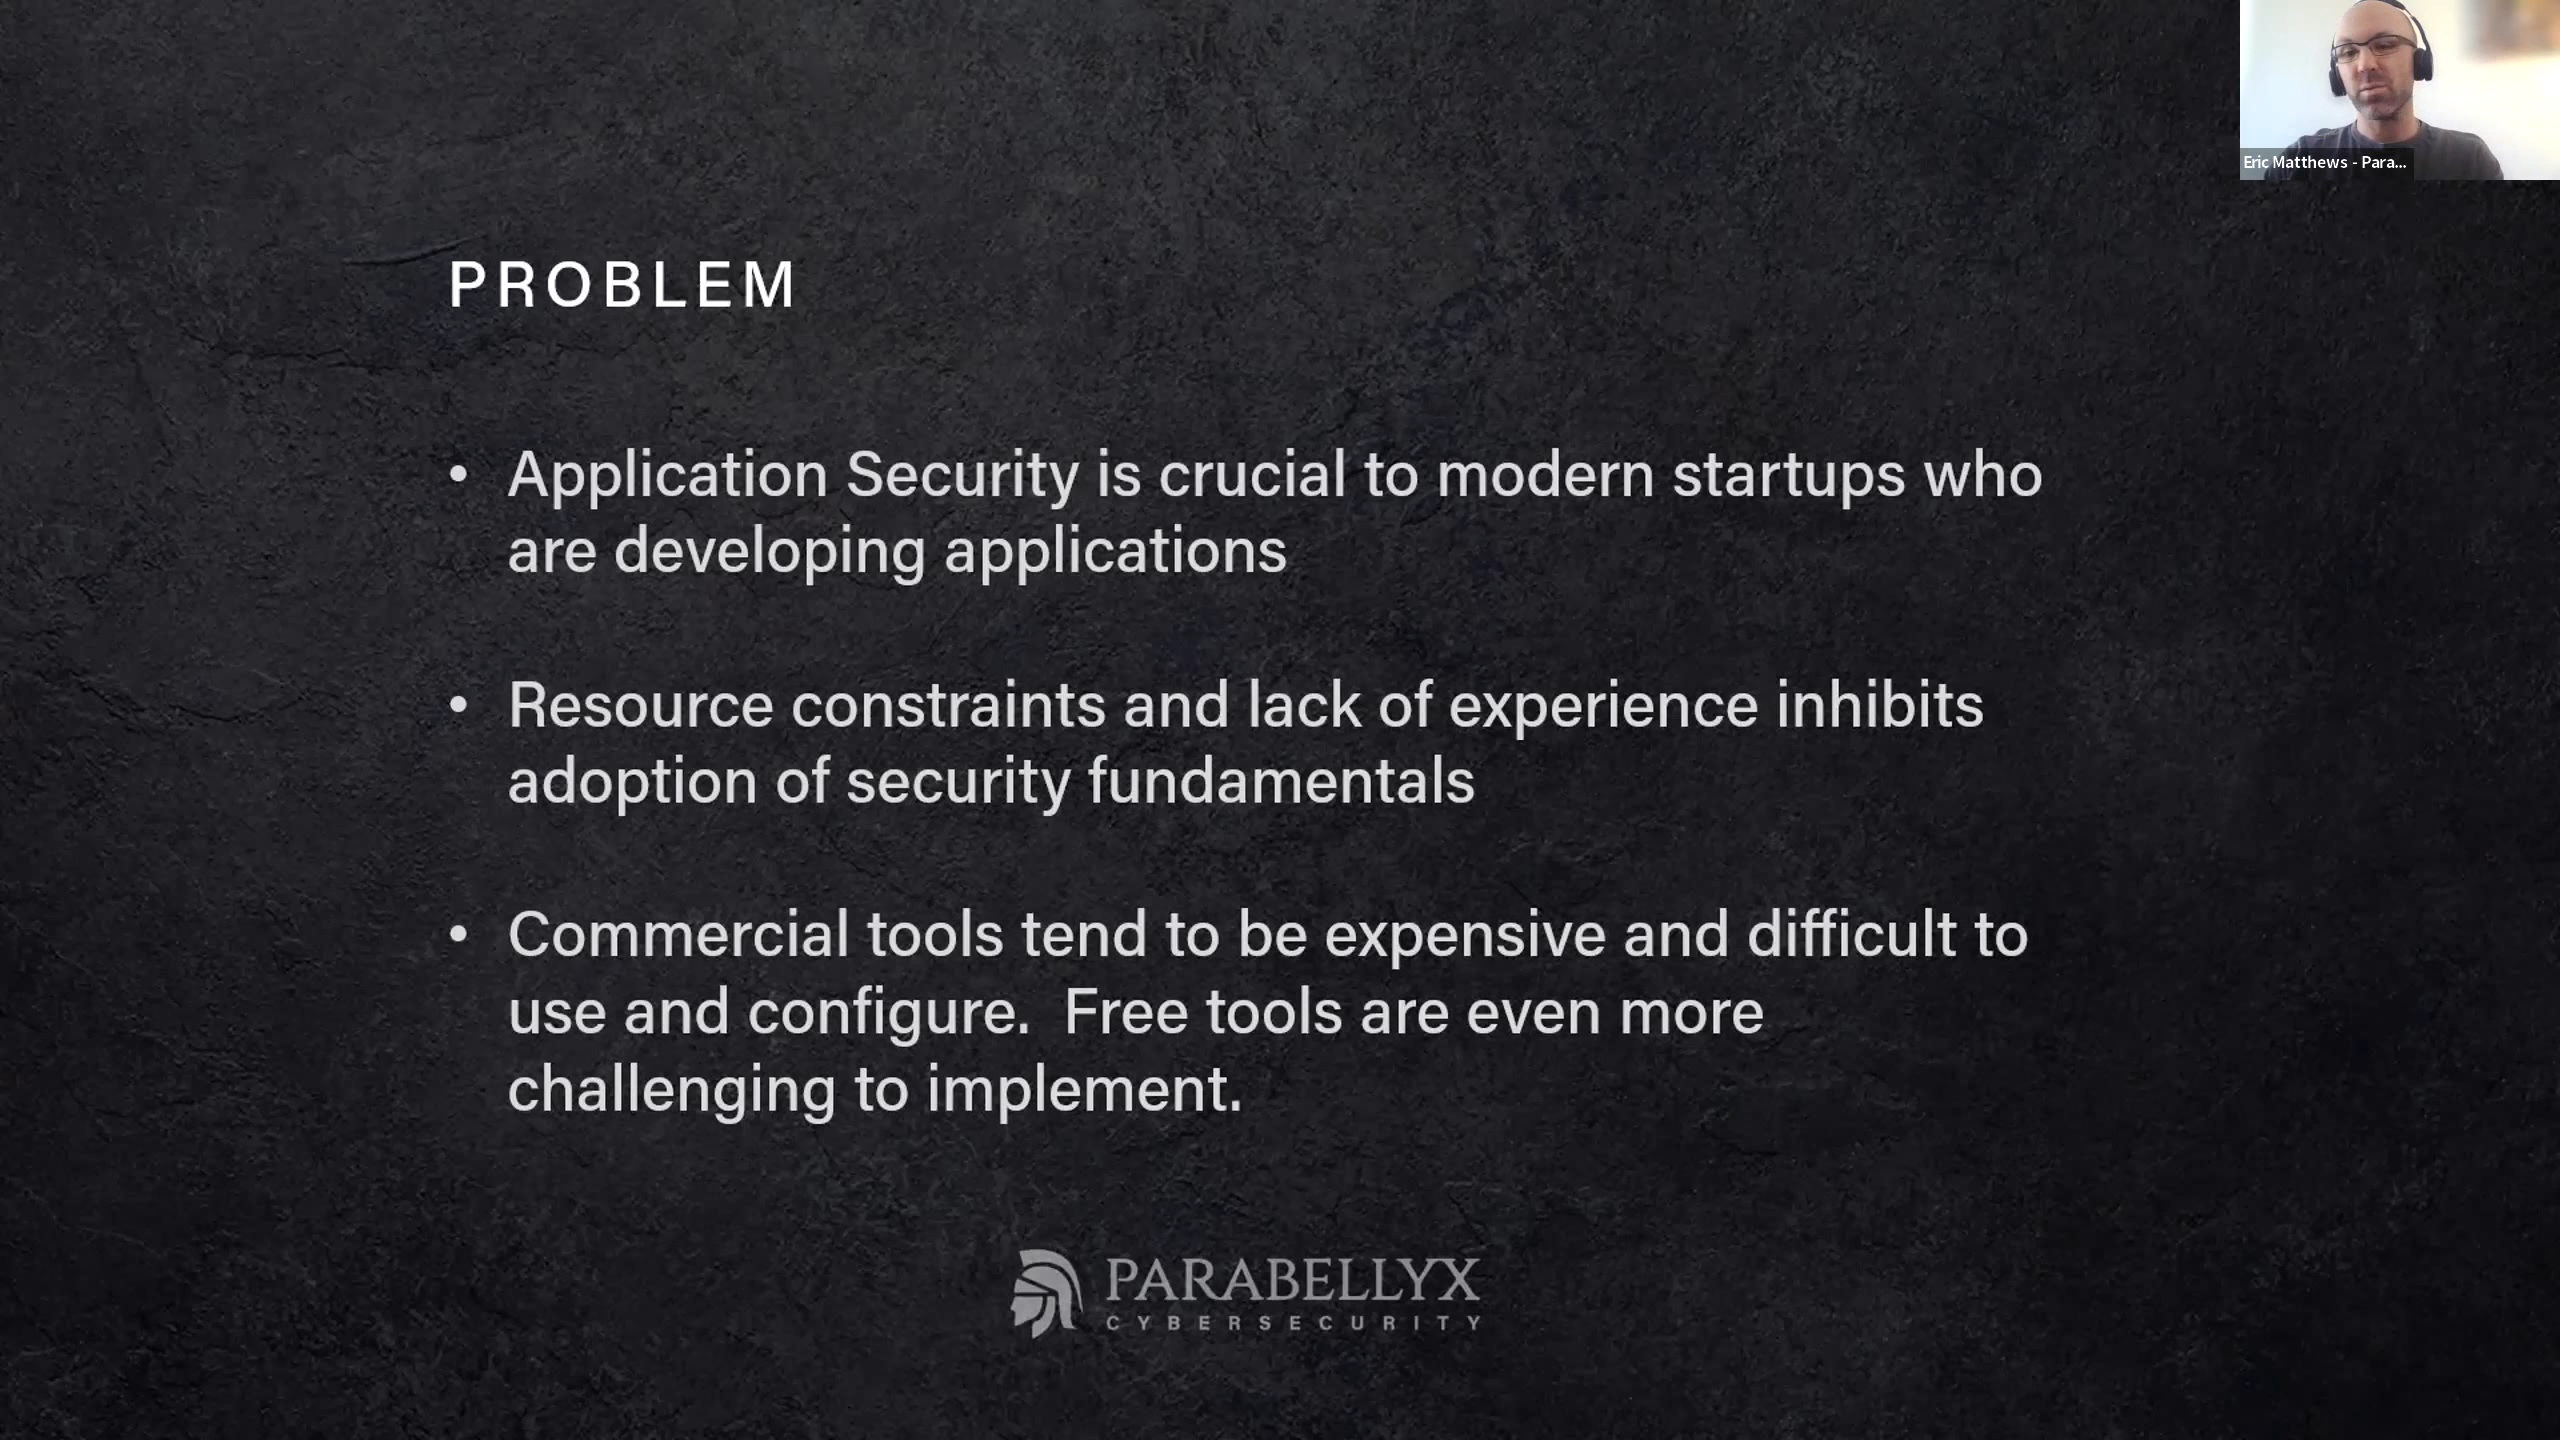 Eric Matthews - Para...
PROBLEM
• Application Security is crucial to modern startups who
are developing applications
• Resource constraints and lack of experience inhibits
adoption of security fundamentals
• Commercial tools tend to be expensive and difficult to
use and configure.  Free tools are even more
challenging to implement.
PARABELLYX
CYBERSECURITY